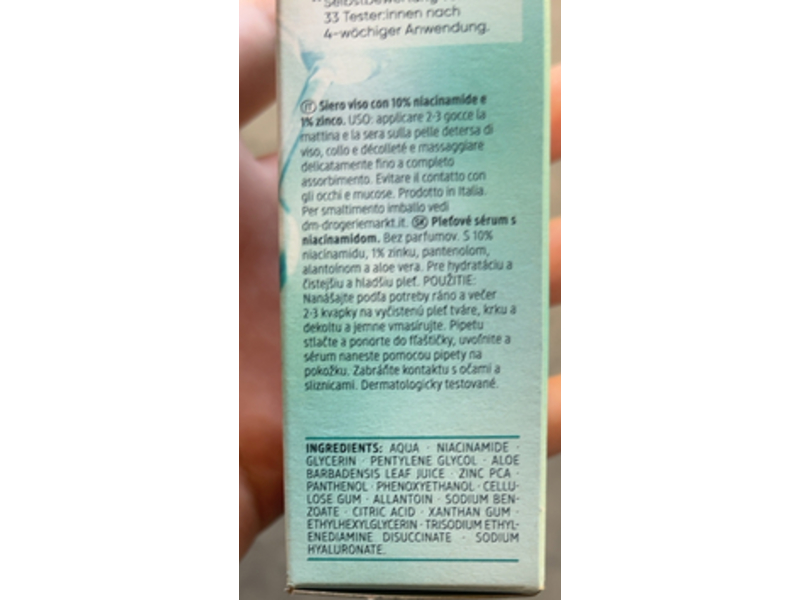 33 Tester:innen nach
4-wöchiger Anwendung.
IT Siero viso con 10% niacinamide e
1% zinco. USO: applicare 2-3 gocce la
mattina e la sera sulla pelle detersa di
viso, collo e décolleté e massaggiare
delicatamente fino a completo
assorbimento. Evitare il contatto con
gli occhi e mucose. Prodotto in Italia.
Per smaltimento imballo vedi
dm-drogeriemarkt.it. SK Pleťové sérum s
niacinamidom. Bez parfumov. S 10%
niacinamidu, 1% zinku, pantenolom,
alantoínom a aloe vera. Pre hydratáciu a
čistejšiu a hladšiu pleť. POUŽITIE:
Nanášajte podľa potreby ráno a večer
2-3 kvapky na vyčistenú pleť tváre, krku a
dekoltu a jemne vmasírujte. Pipetu
stlačte a ponorte do fľaštičky, uvoľnite a
sérum naneste pomocou pipety na
pokožku. Zabráňte kontaktu s očami a
sliznicami. Dermatologicky testované.
INGREDIENTS: AQUA · NIACINAMIDE ·
GLYCERIN · PENTYLENE GLYCOL · ALOE
BARBADENSIS LEAF JUICE · ZINC PCA ·
PANTHENOL · PHENOXYETHANOL · CELLU-
LOSE GUM · ALLANTOIN · SODIUM BEN-
ZOATE · CITRIC ACID · XANTHAN GUM ·
ETHYLHEXYLGLYCERIN · TRISODIUM ETHYL-
ENEDIAMINE DISUCCINATE · SODIUM
HYALURONATE.